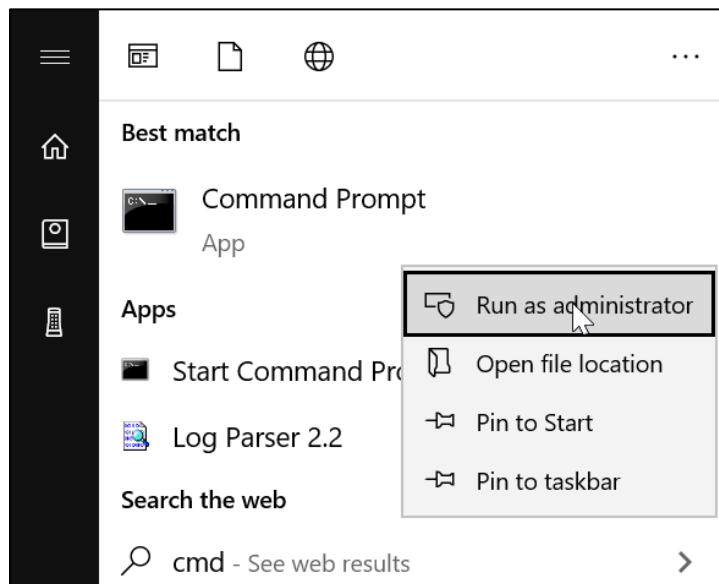 Best match
Command Prompt
App
Run as administrator
Apps
Open file location
Start Command Pro
Pin to Start
Log Parser 2.2
Pin to taskbar
Search the web
cmd - See web results